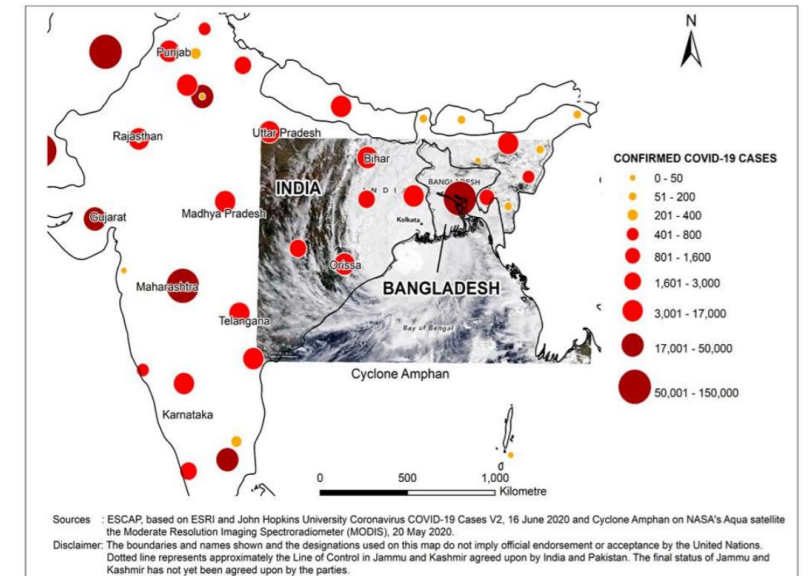 N
Punjab
Rajasthan
Uttar Pradesh
Bihar
INDIA
INDI
BANGLADESH
Gujarat
Madhya Pradesh
Kolkata
Orissa
Maharashtra
BANGLADESH
Telangana
Bay of Bengal
Cyclone Amphan
Karnataka
CONFIRMED COVID-19 CASES
0 - 50
51 - 200
201 - 400
401 - 800
801 - 1,600
1,601 - 3,000
3,001 - 17,000
17,001 - 50,000
50,001 - 150,000
0 500 1,000
Kilometre
Sources : ESCAP, based on ESRI and John Hopkins University Coronavirus COVID-19 Cases V2, 16 June 2020 and Cyclone Amphan on NASA's Aqua satellite
the Moderate Resolution Imaging Spectroradiometer (MODIS), 20 May 2020.
Disclaimer: The boundaries and names shown and the designations used on this map do not imply official endorsement or acceptance by the United Nations.
Dotted line represents approximately the Line of Control in Jammu and Kashmir agreed upon by India and Pakistan. The final status of Jammu and
Kashmir has not yet been agreed upon by the parties.